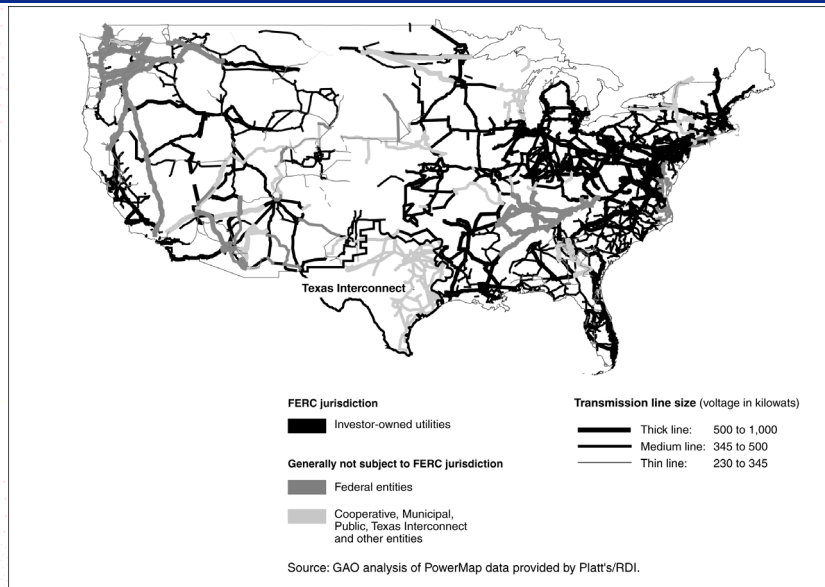 Texas Interconnect
FERC jurisdiction
Investor-owned utilities
Generally not subject to FERC jurisdiction
Federal entities
Cooperative, Municipal,
Public, Texas Interconnect
and other entities
Transmission line size (voltage in kilowats)
Thick line: 500 to 1,000
Medium line: 345 to 500
Thin line: 230 to 345
Source: GAO analysis of PowerMap data provided by Platt's/RDI.